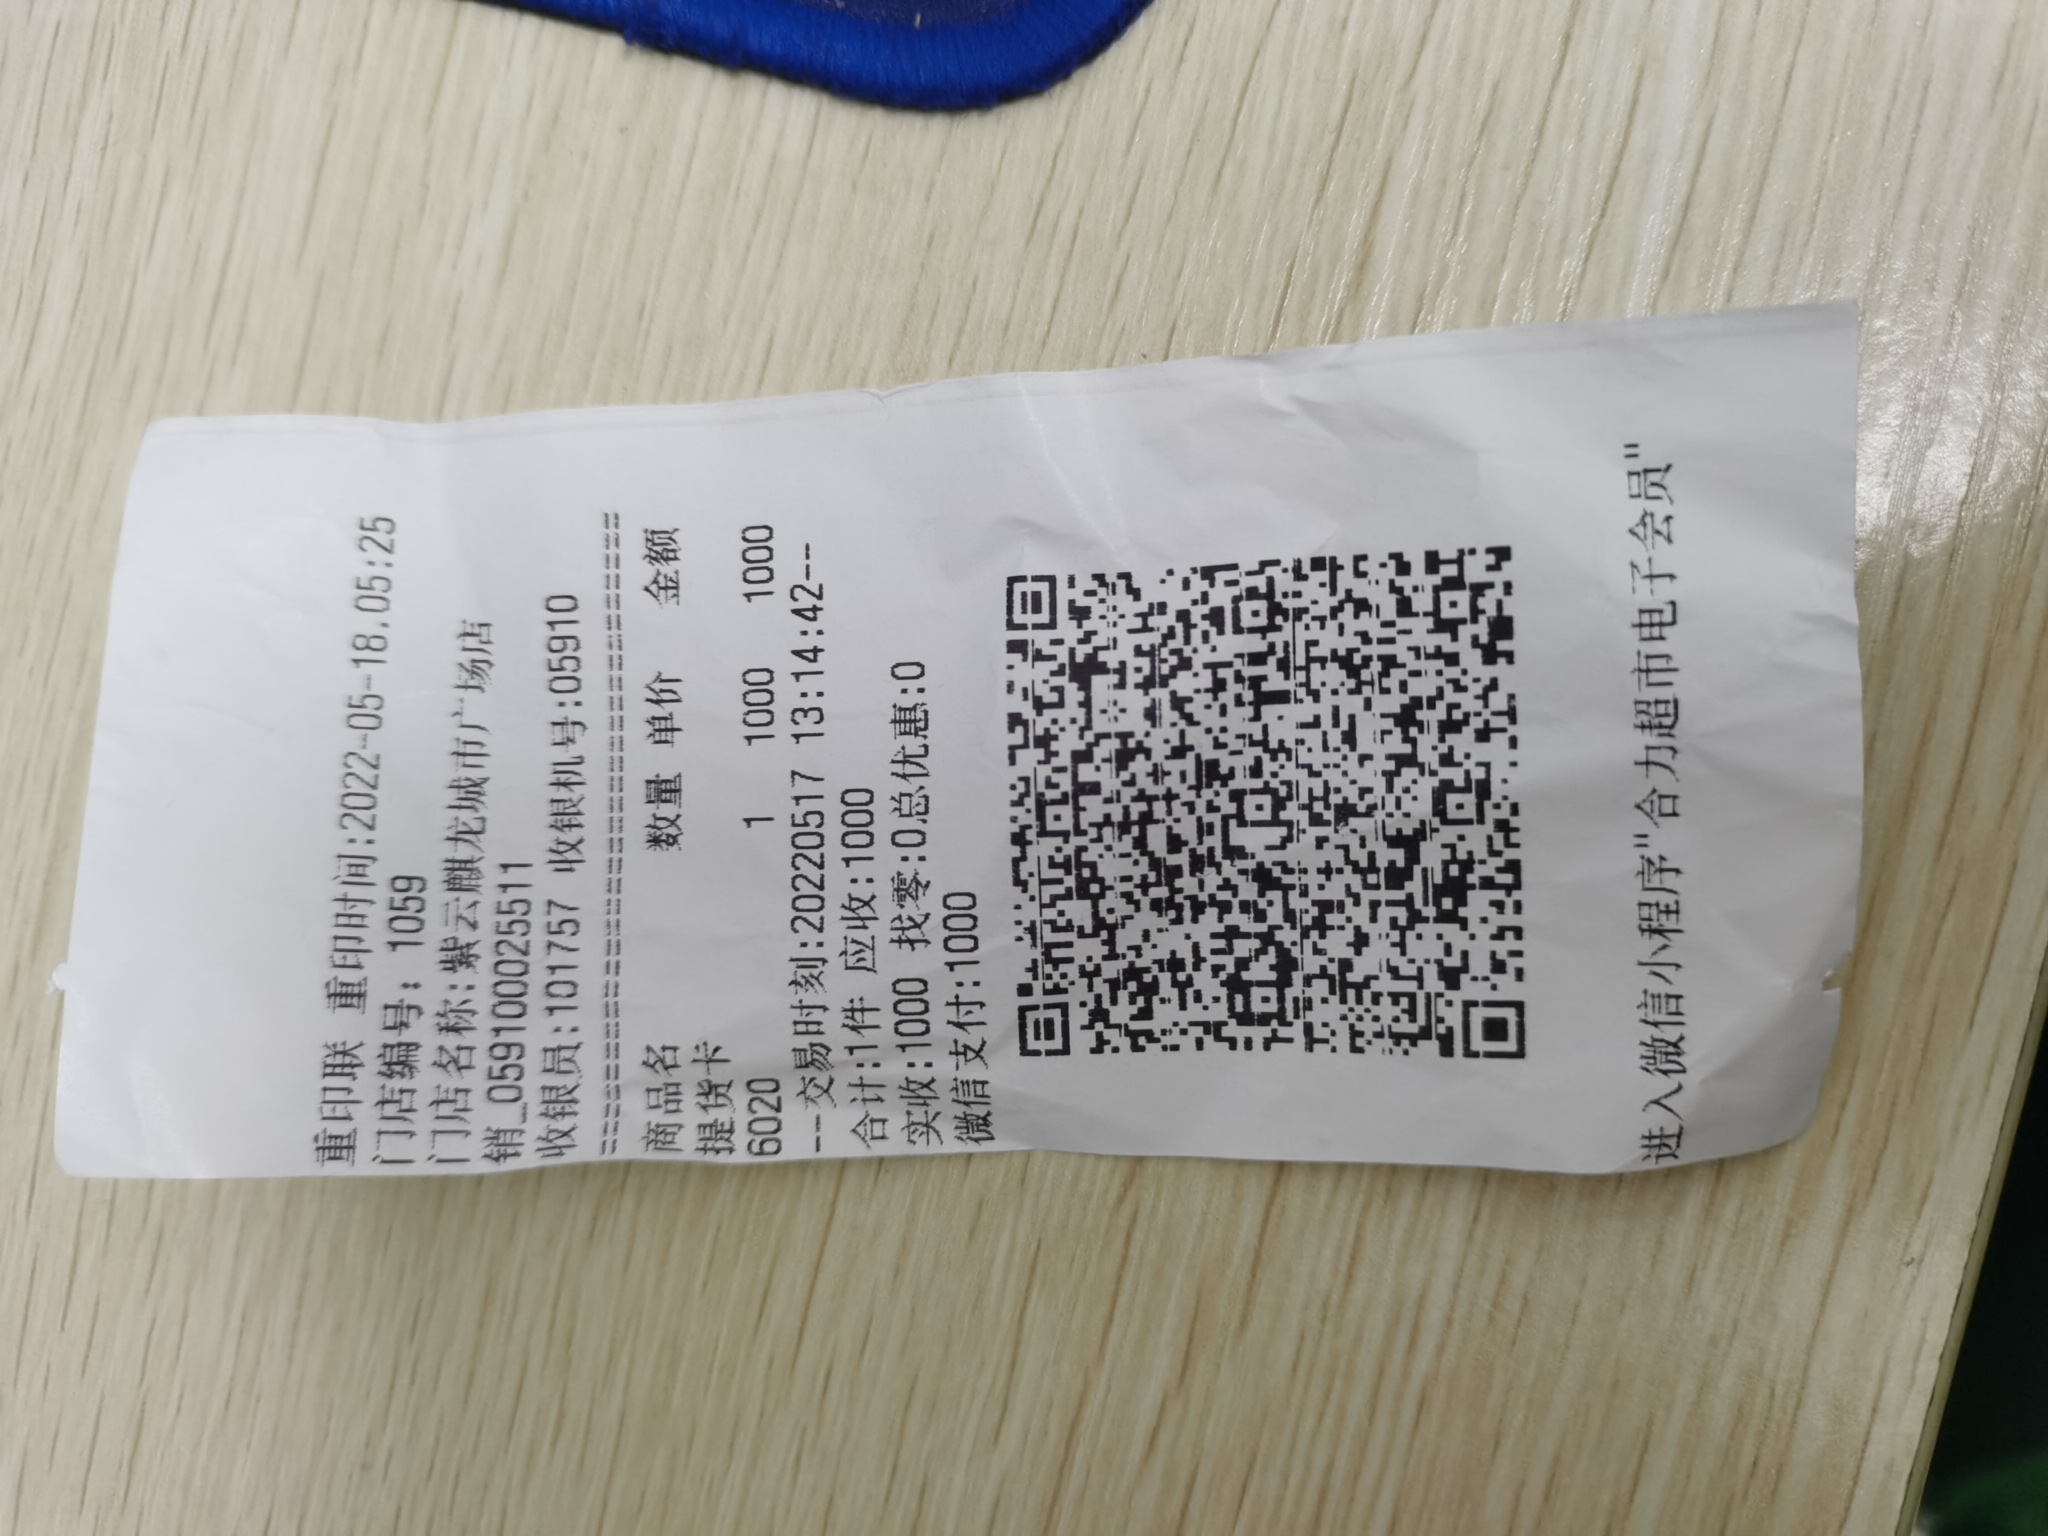 重印联 重印时间:2022-05-18.05:25
门店编号: 1059
门店名称:紫云麒龙城市广场店
销_0591000025511
收银员:101757 收银机号:05910
================================
商品名 数量 单价 金额
提货卡
6020 1 1000 1000
--交易时刻:20220517 13:14:42--
合计:1件 应收:1000
实收:1000 找零:0总优惠:0
微信支付:1000
进入微信小程序"合力超市电子会员"